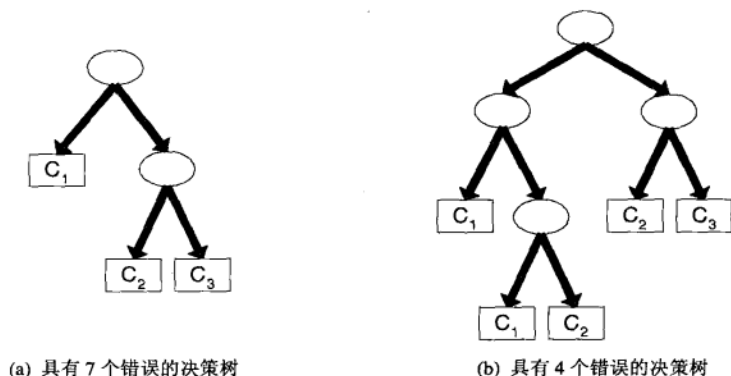 C₁
C₂ C₃
(a) 具有 7 个错误的决策树
C₁ C₂ C₃
C₁ C₂
(b) 具有 4 个错误的决策树